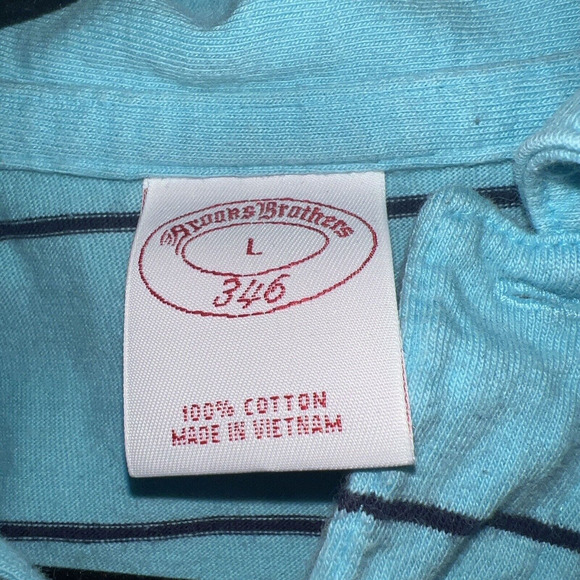 Brooks Brothers
L
346
100% COTTON
MADE IN VIETNAM